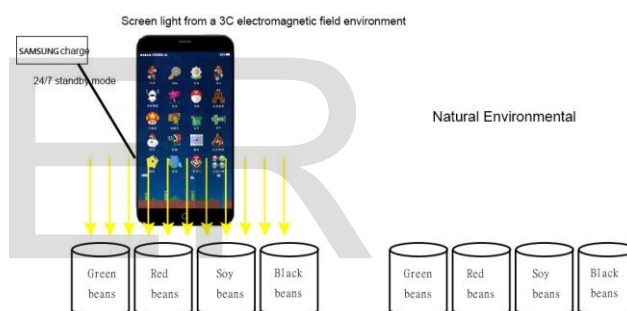 Screen light from a 3C electromagnetic field environment
SAMSUNG charge
24/7 standby mode
Natural Environmental
Green beans
Red beans
Soy beans
Black beans
Green beans
Red beans
Soy beans
Black beans